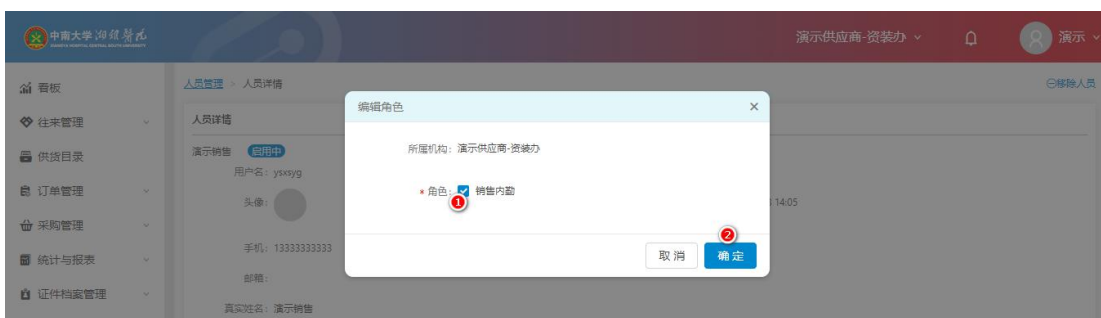 中南大学湘雅医院
演示供应商-资装办
演示
看板
人员管理 > 人员详情
移除人员
编辑角色
往来管理
人员详情
供货目录
演示销售 启用中
所属机构: 演示供应商-资装办
用户名: ysxsyg
订单管理
* 角色: 销售内勤
1
头像:
14:05
采购管理
2
手机: 13333333333
取消 确定
统计与报表
邮箱:
证件档案管理
真实姓名: 演示销售